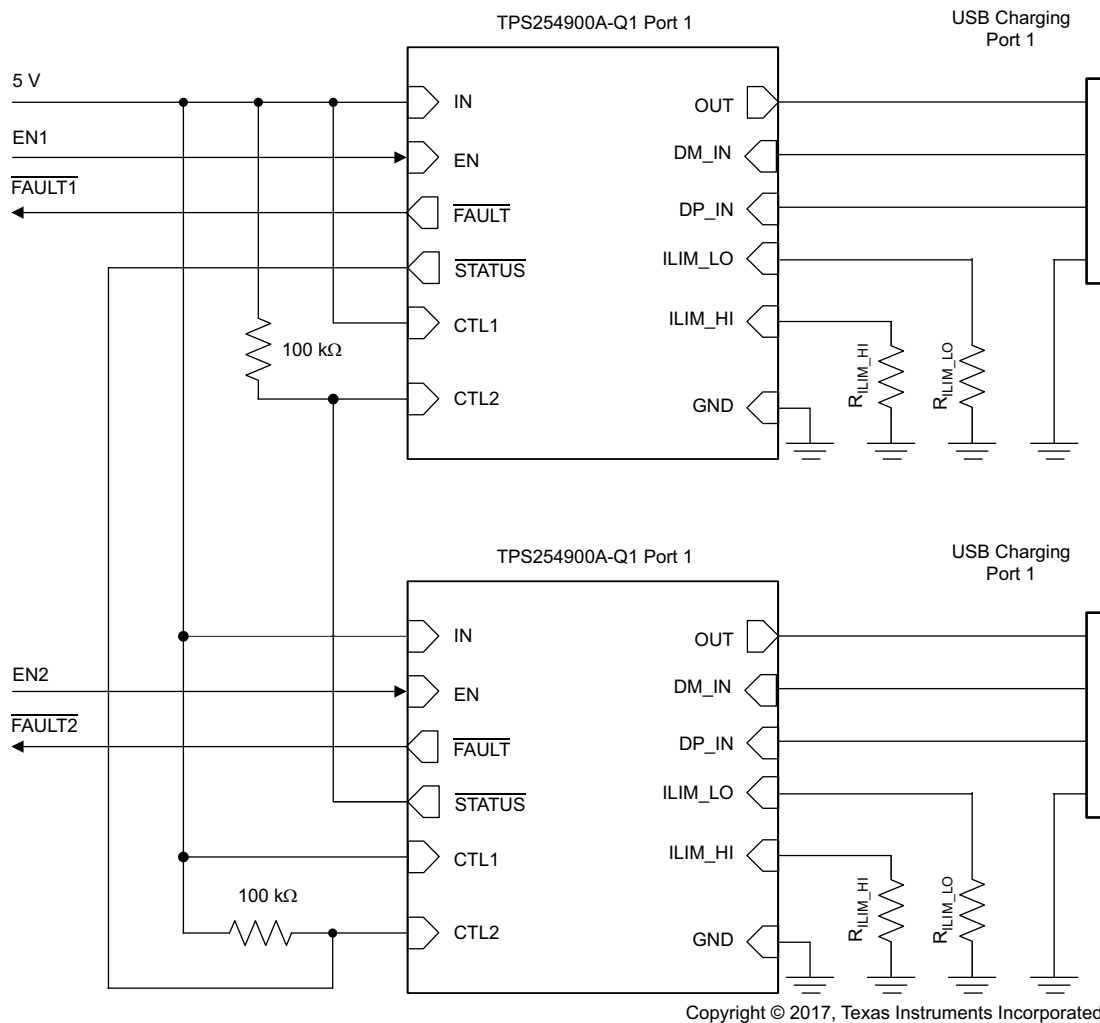 TPS254900A-Q1 Port 1
USB Charging
Port 1
5 V
EN1
FAULT1
IN
EN
FAULT
STATUS
CTL1
100 kΩ
CTL2
OUT
DM_IN
DP_IN
ILIM_LO
ILIM_HI
GND
RILIM_HI
RILIM_LO
TPS254900A-Q1 Port 1
USB Charging
Port 1
EN2
FAULT2
IN
EN
FAULT
STATUS
CTL1
100 kΩ
CTL2
OUT
DM_IN
DP_IN
ILIM_LO
ILIM_HI
GND
RILIM_HI
RILIM_LO
Copyright © 2017, Texas Instruments Incorporated